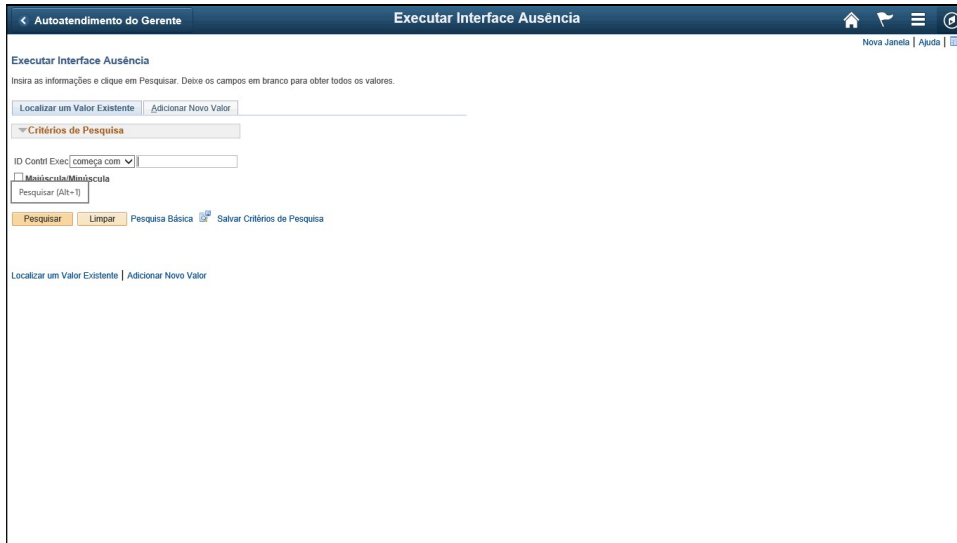 Autoatendimento do Gerente
Executar Interface Ausência
Nova Janela | Ajuda |
Executar Interface Ausência
Insira as informações e clique em Pesquisar. Deixe os campos em branco para obter todos os valores.
Localizar um Valor Existente Adicionar Novo Valor
Critérios de Pesquisa
ID Contrl Exec começa com
Maiúscula/Minúscula
Pesquisar (Alt+1)
Pesquisar Limpar Pesquisa Básica Salvar Critérios de Pesquisa
Localizar um Valor Existente | Adicionar Novo Valor